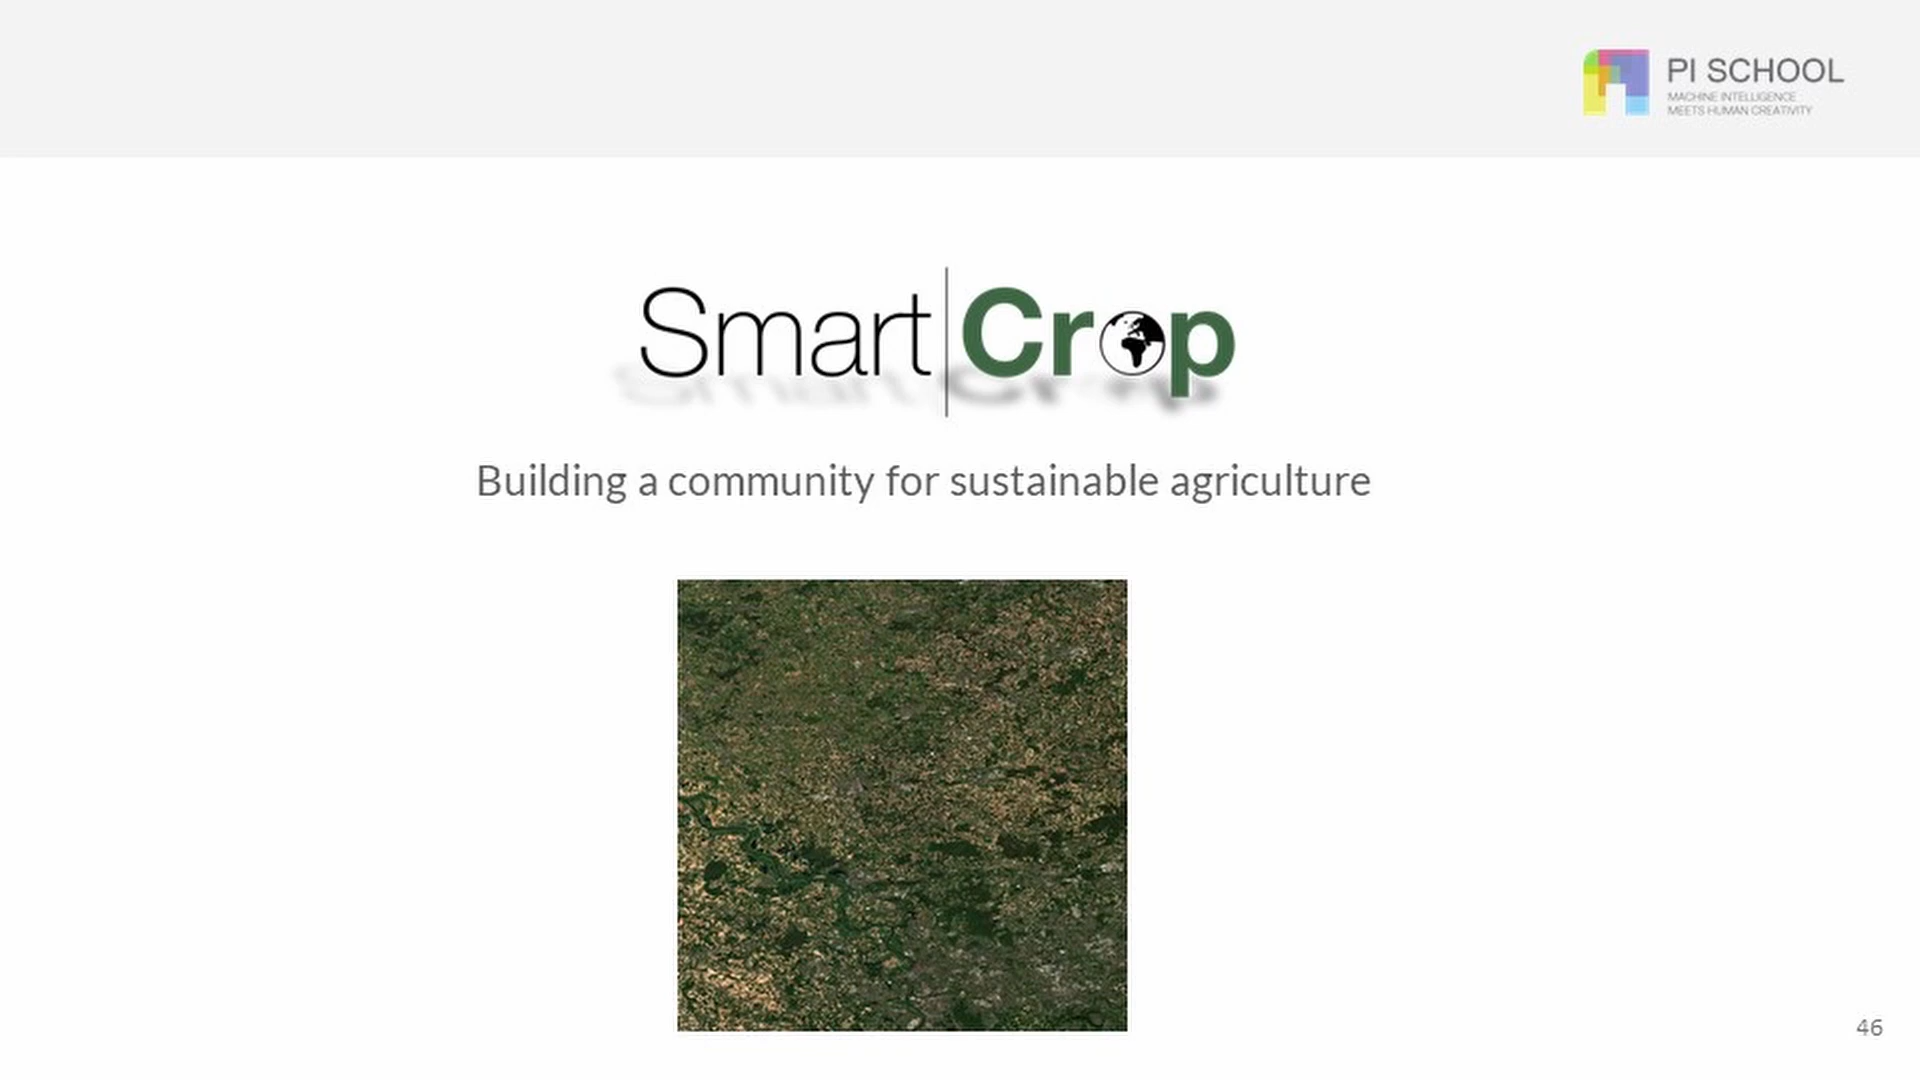 PI SCHOOL
MACHINE INTELLIGENCE
MEETS HUMAN CREATIVITY
Smart Crop
Building a community for sustainable agriculture
46